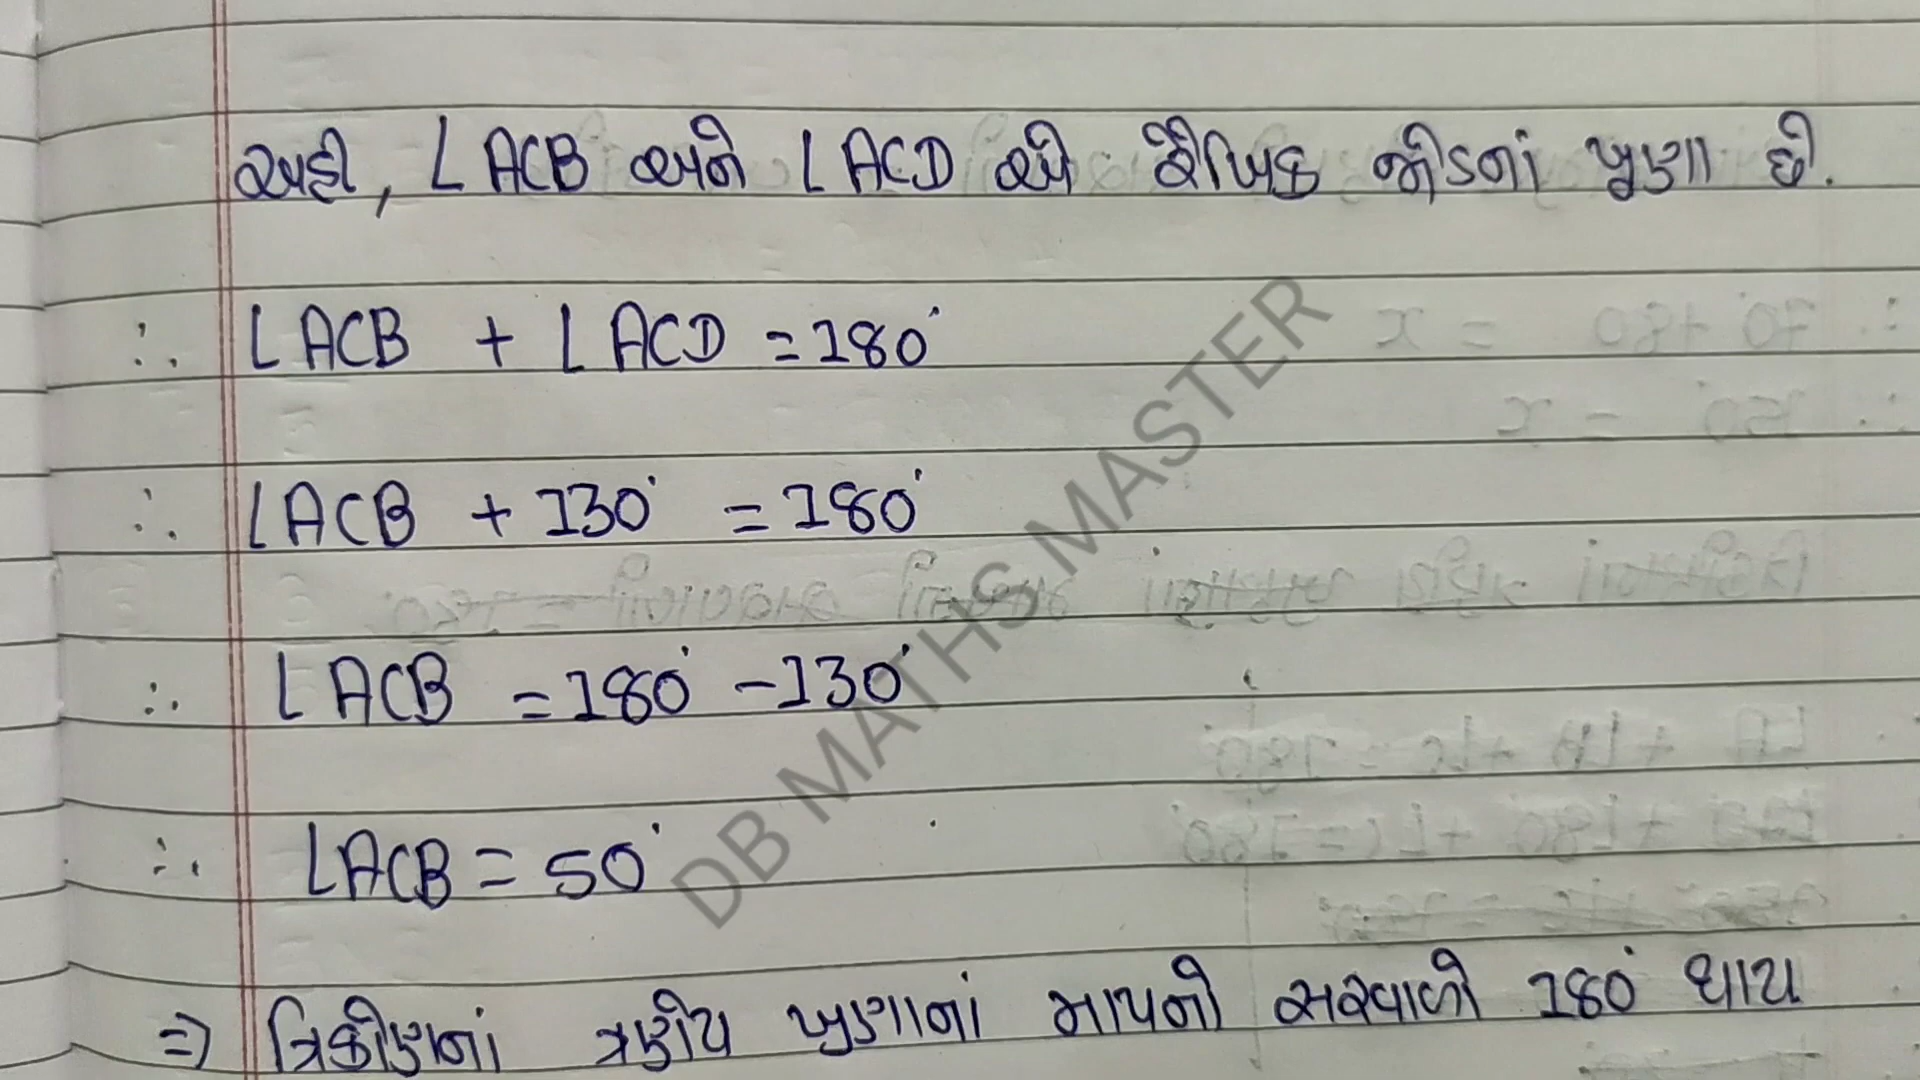 અહીં, ∠ACB અને ∠ACD એ રૈખિક જોડનાં ખૂણા છે.
∴ ∠ACB + ∠ACD = 180°
∴ ∠ACB + 130° = 180°
∴ ∠ACB = 180° - 130°
∴ ∠ACB = 50°
⇒ ત્રિકોણનાં ત્રણેય ખુણાનાં માપનો સરવાળો 180° થાય
DB MATHS MASTER